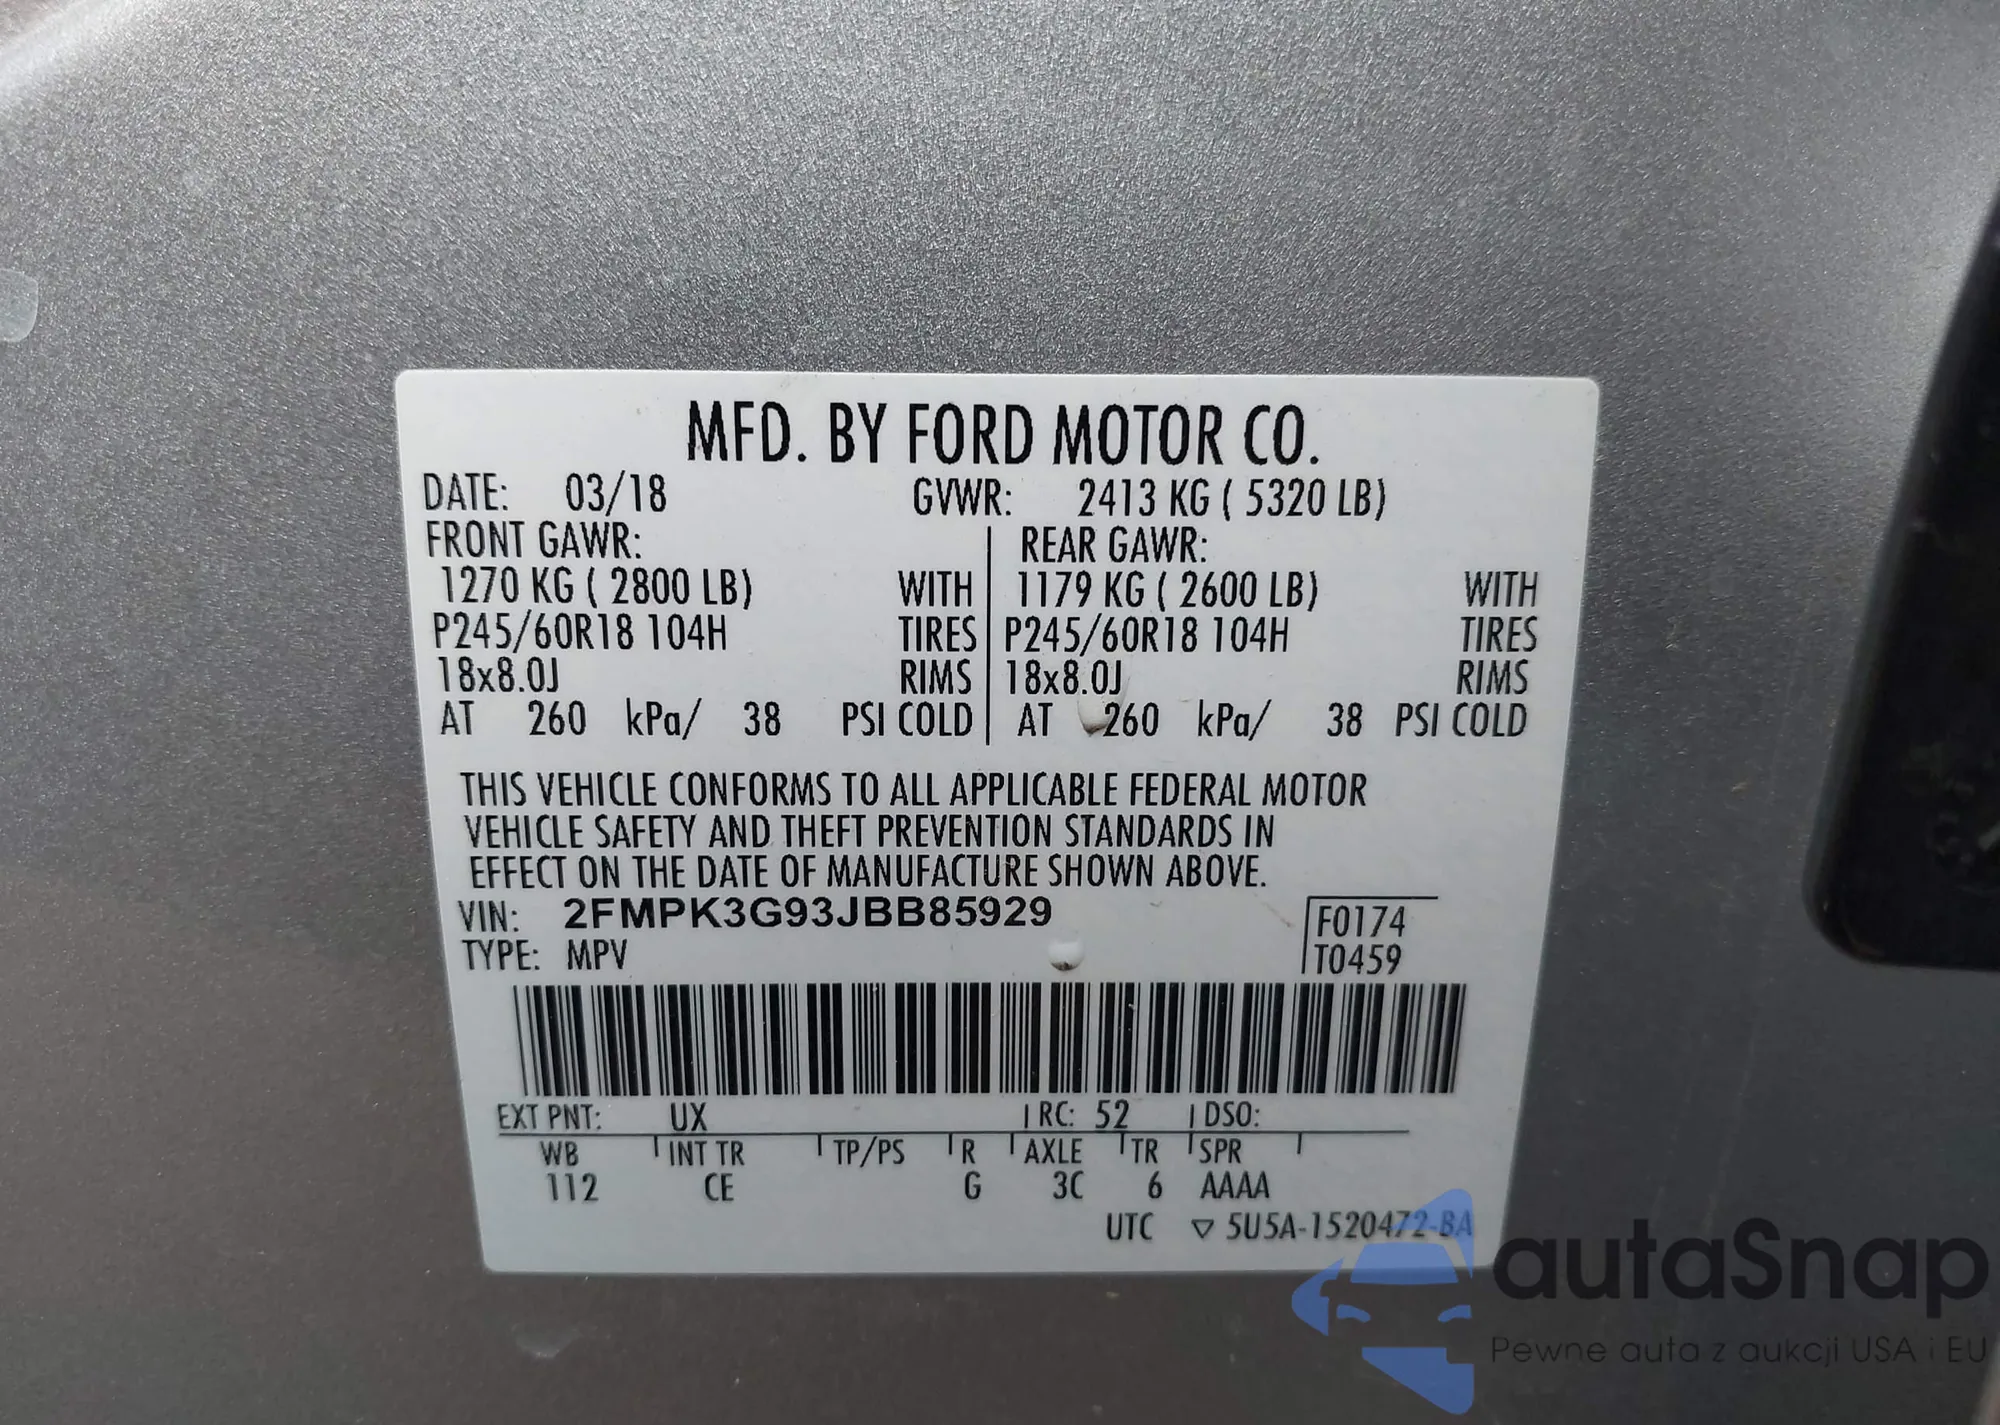 MFD. BY FORD MOTOR CO.
DATE: 03/18 GVWR: 2413 KG ( 5320 LB)
FRONT GAWR: REAR GAWR:
1270 KG ( 2800 LB) WITH 1179 KG ( 2600 LB) WITH
P245/60R18 104H TIRES P245/60R18 104H TIRES
18x8.0J RIMS 18x8.0J RIMS
AT 260 kPa/ 38 PSI COLD AT 260 kPa/ 38 PSI COLD
THIS VEHICLE CONFORMS TO ALL APPLICABLE FEDERAL MOTOR
VEHICLE SAFETY AND THEFT PREVENTION STANDARDS IN
EFFECT ON THE DATE OF MANUFACTURE SHOWN ABOVE.
VIN: 2FMPK3G93JBB85929 F0174
TYPE: MPV T0459
EXT PNT: UX RC: 52 DSO:
WB INT TR TP/PS R AXLE TR SPR
112 CE G 3C 6 AAAA
UTC ▽ 5U5A-1520472-BA
autaSnap
Pewne auta z aukcji USA i EU